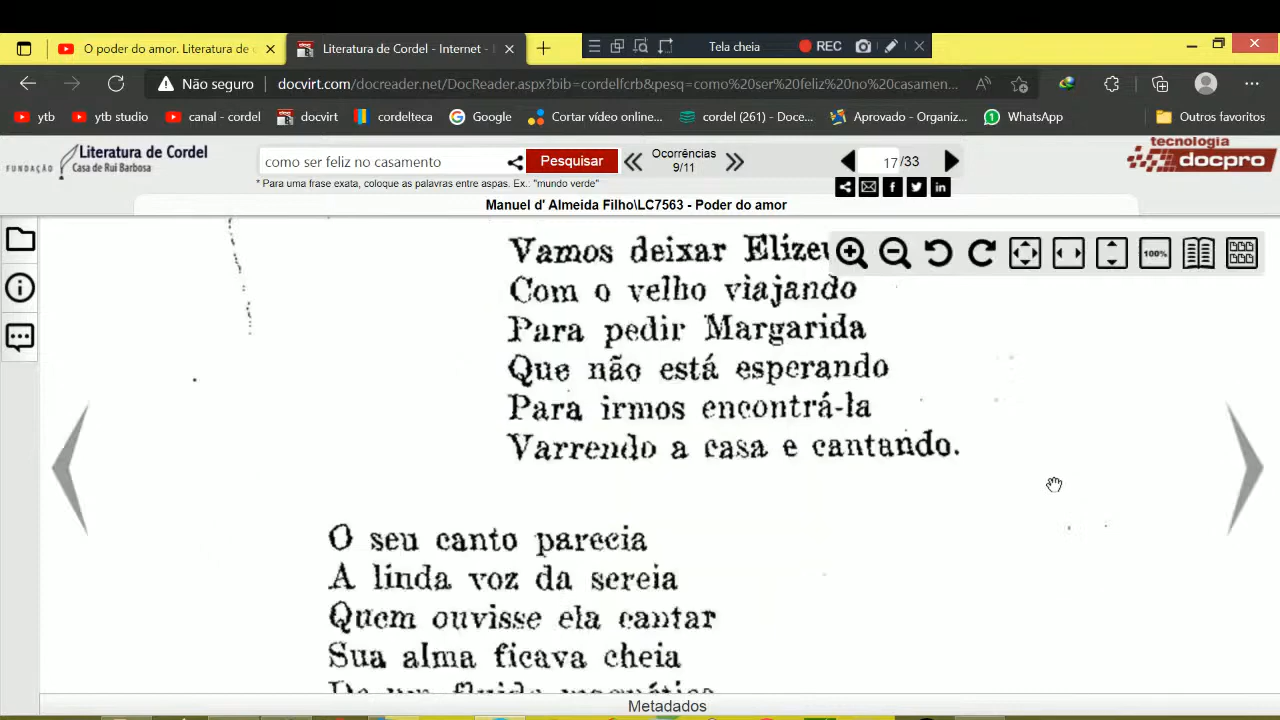 O poder do amor. Literatura de
Literatura de Cordel - Internet -
Tela cheia
REC
Não seguro
docvirt.com/docreader.net/DocReader.aspx?bib=cordelfcrb&pesq=como%20ser%20feliz%20no%20casamen...
ytb
ytb studio
canal - cordel
docvirt
cordelteca
Google
Cortar vídeo online...
cordel (261) - Doce...
Aprovado - Organiz...
WhatsApp
Outros favoritos
FUNDAÇÃO
Literatura de Cordel
Casa de Rui Barbosa
como ser feliz no casamento
Pesquisar
Ocorrências
9/11
17 /33
tecnologia
docpro
* Para uma frase exata, coloque as palavras entre aspas. Ex.: "mundo verde"
Manuel d' Almeida Filho\LC7563 - Poder do amor
100%
Vamos deixar Elizeu
Com o velho viajando
Para pedir Margarida
Que não está esperando
Para irmos encontrá-la
Varrendo a casa e cantando.
O seu canto parecia
A linda voz da sereia
Quem ouvisse ela cantar
Sua alma ficava cheia
De um fluido magnético
Metadados